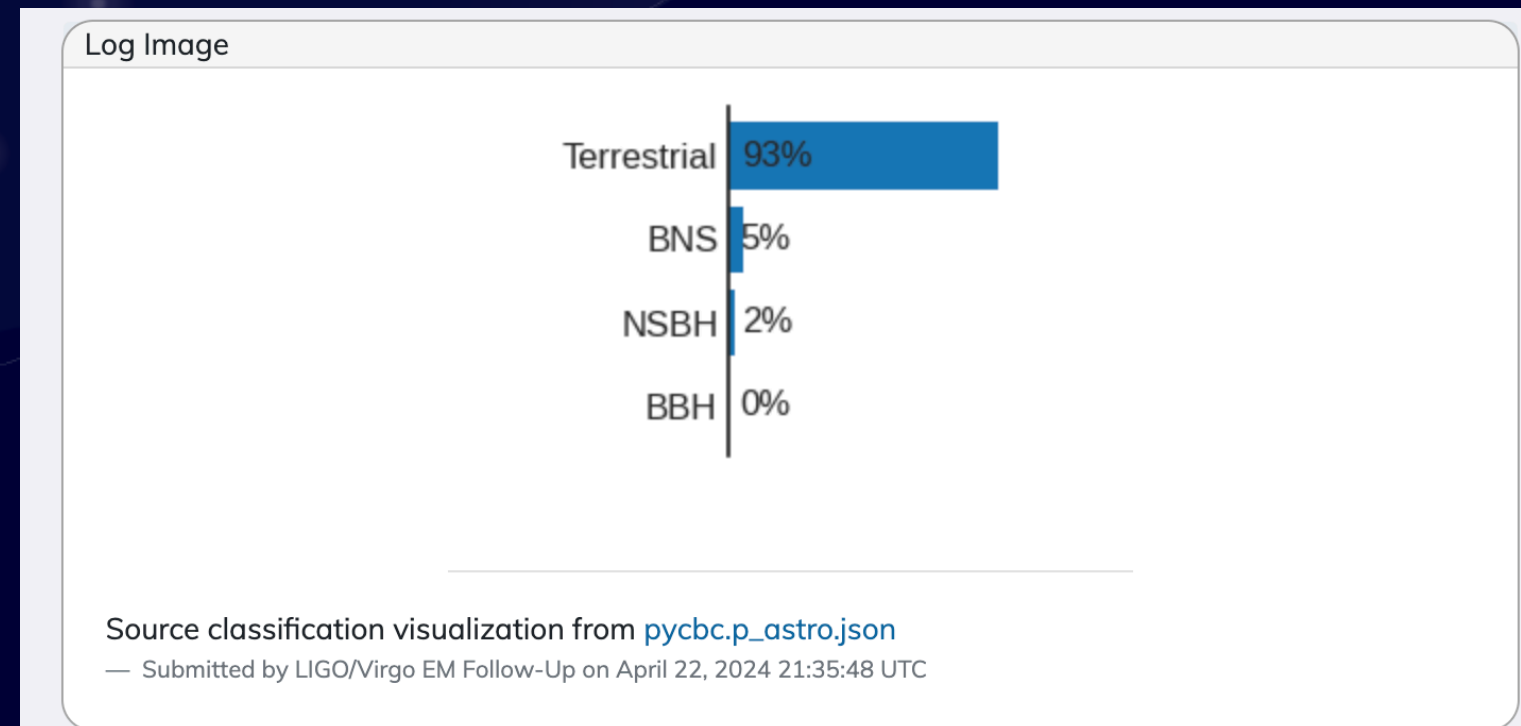 Log Image
Terrestrial 93%
BNS 5%
NSBH 2%
BBH 0%
Source classification visualization from pycbc.p_astro.json
— Submitted by LIGO/Virgo EM Follow-Up on April 22, 2024 21:35:48 UTC